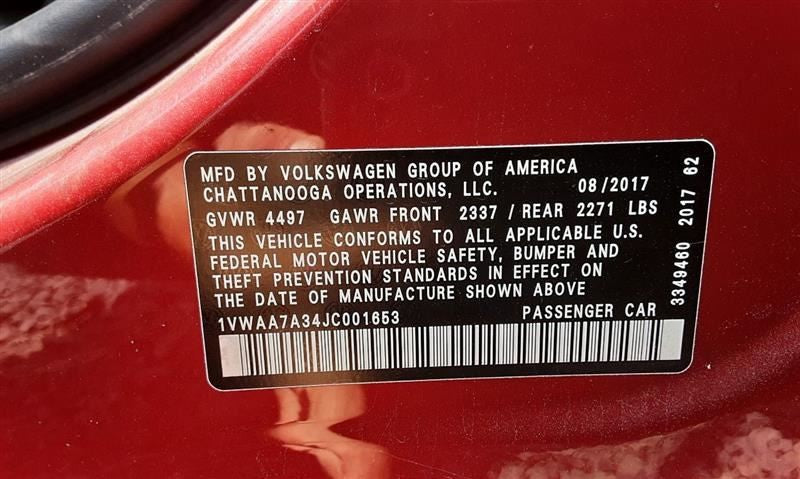 MFD BY VOLKSWAGEN GROUP OF AMERICA
CHATTANOOGA OPERATIONS, LLC. 08/2017
GVWR 4497 GAWR FRONT 2337 / REAR 2271 LBS
THIS VEHICLE CONFORMS TO ALL APPLICABLE U.S.
FEDERAL MOTOR VEHICLE SAFETY, BUMPER AND
THEFT PREVENTION STANDARDS IN EFFECT ON
THE DATE OF MANUFACTURE SHOWN ABOVE
1VWAA7A34JC001653 PASSENGER CAR
3349460 2017 62